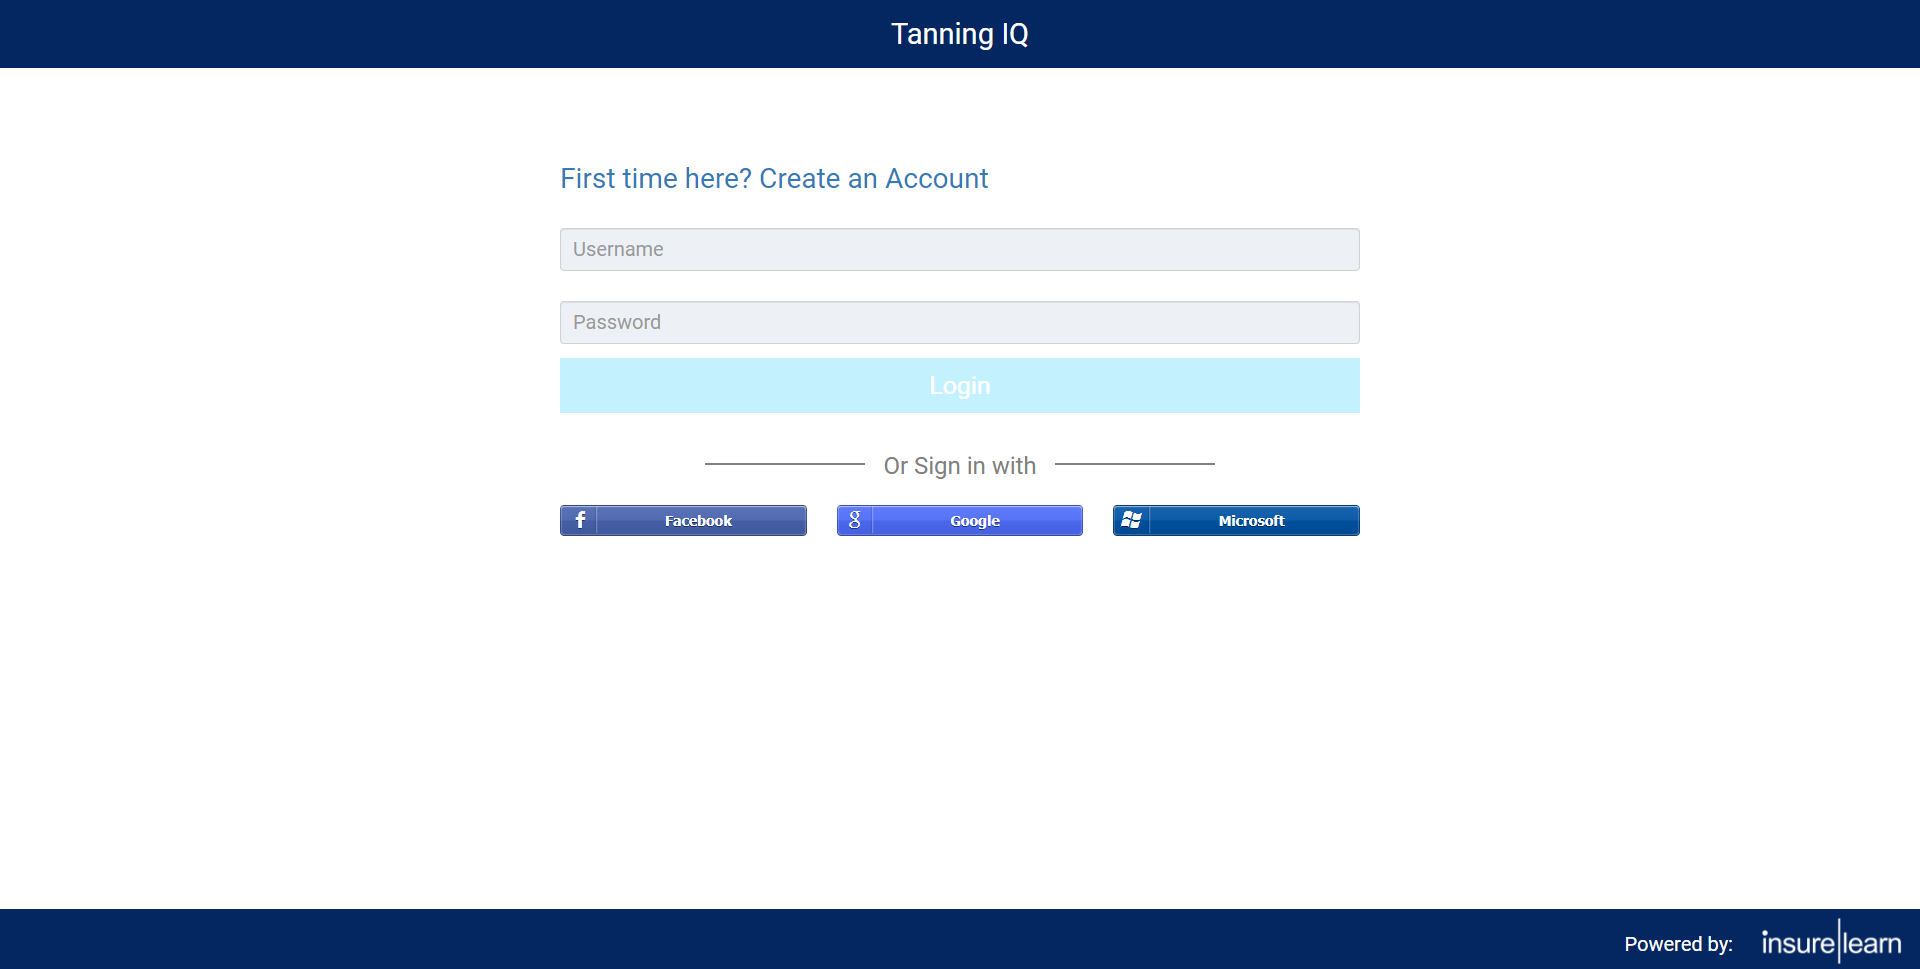 Tanning IQ
First time here? Create an Account
Username
Password
Login
Or Sign in with
Facebook
Google
Microsoft
Powered by: insure|learn